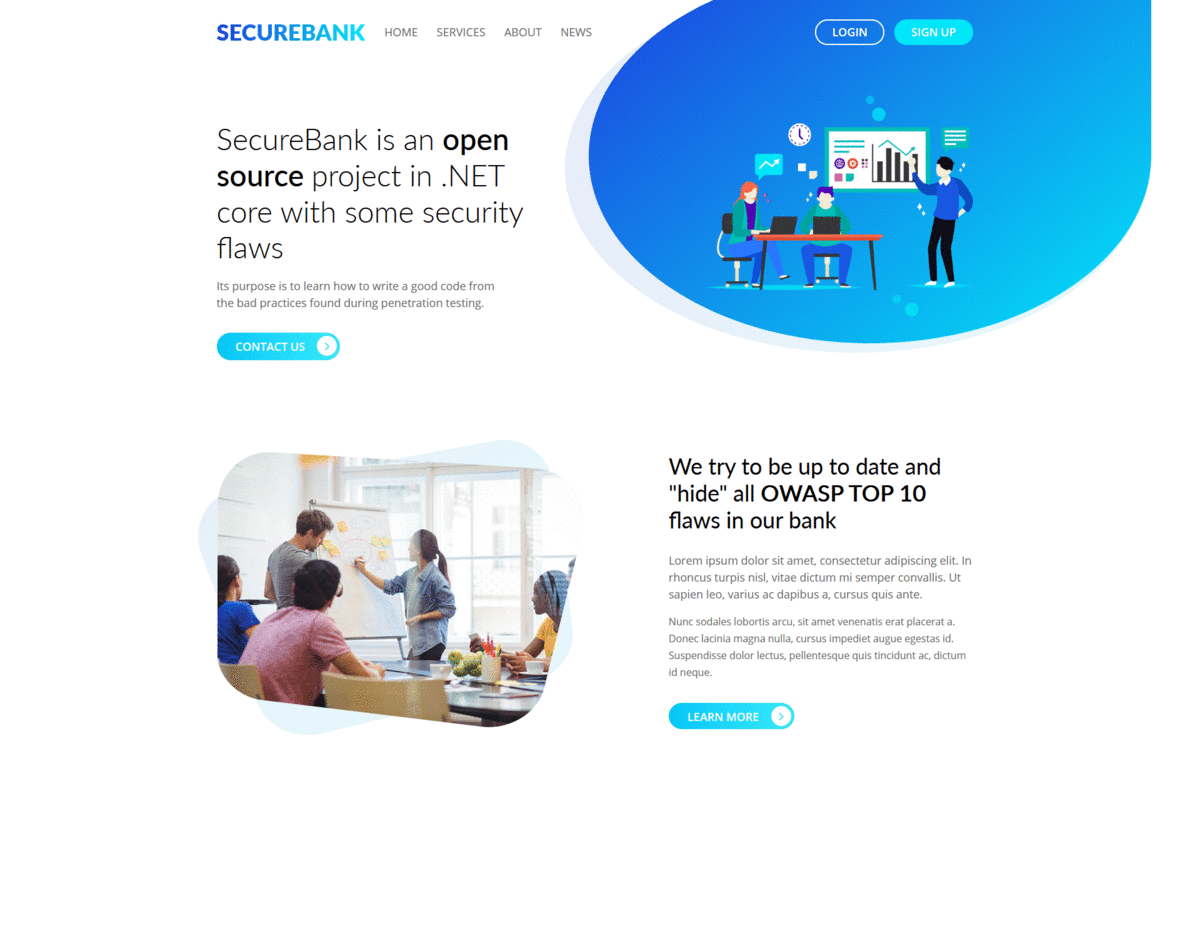 SECUREBANK HOME SERVICES ABOUT NEWS LOGIN SIGN UP
SecureBank is an open
source project in .NET
core with some security
flaws
Its purpose is to learn how to write a good code from
the bad practices found during penetration testing.
CONTACT US
We try to be up to date and
"hide" all OWASP TOP 10
flaws in our bank
Lorem ipsum dolor sit amet, consectetur adipiscing elit. In
rhoncus turpis nisl, vitae dictum mi semper convallis. Ut
sapien leo, varius ac dapibus a, cursus quis ante.
Nunc sodales lobortis arcu, sit amet venenatis erat placerat a.
Donec lacinia magna nulla, cursus impediet augue egestas id.
Suspendisse dolor lectus, pellentesque quis tincidunt ac, dictum
id neque.
LEARN MORE